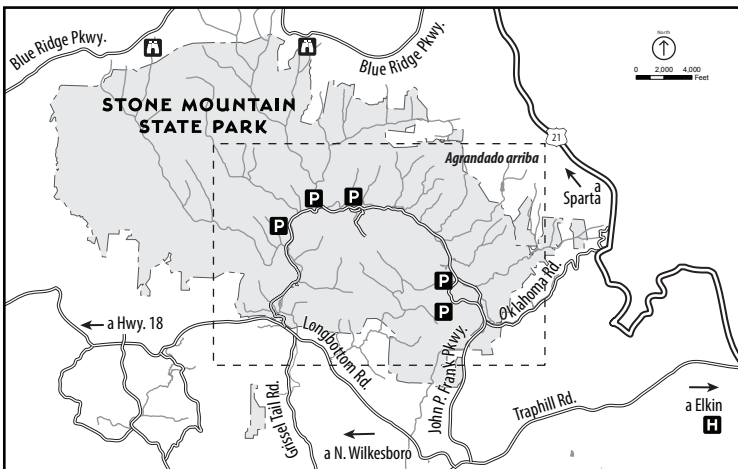 Blue Ridge Pkwy.
Blue Ridge Pkwy.
North
0 2,000 4,000
Feet
STONE MOUNTAIN
STATE PARK
21
Agrandado arriba
a
Sparta
P
P
P
P
P
Oklahoma Rd.
a Hwy. 18
Longbottom Rd.
John P. Frank Pkwy.
Grissel Tail Rd.
Traphill Rd.
a Elkin
H
a N. Wilkesboro